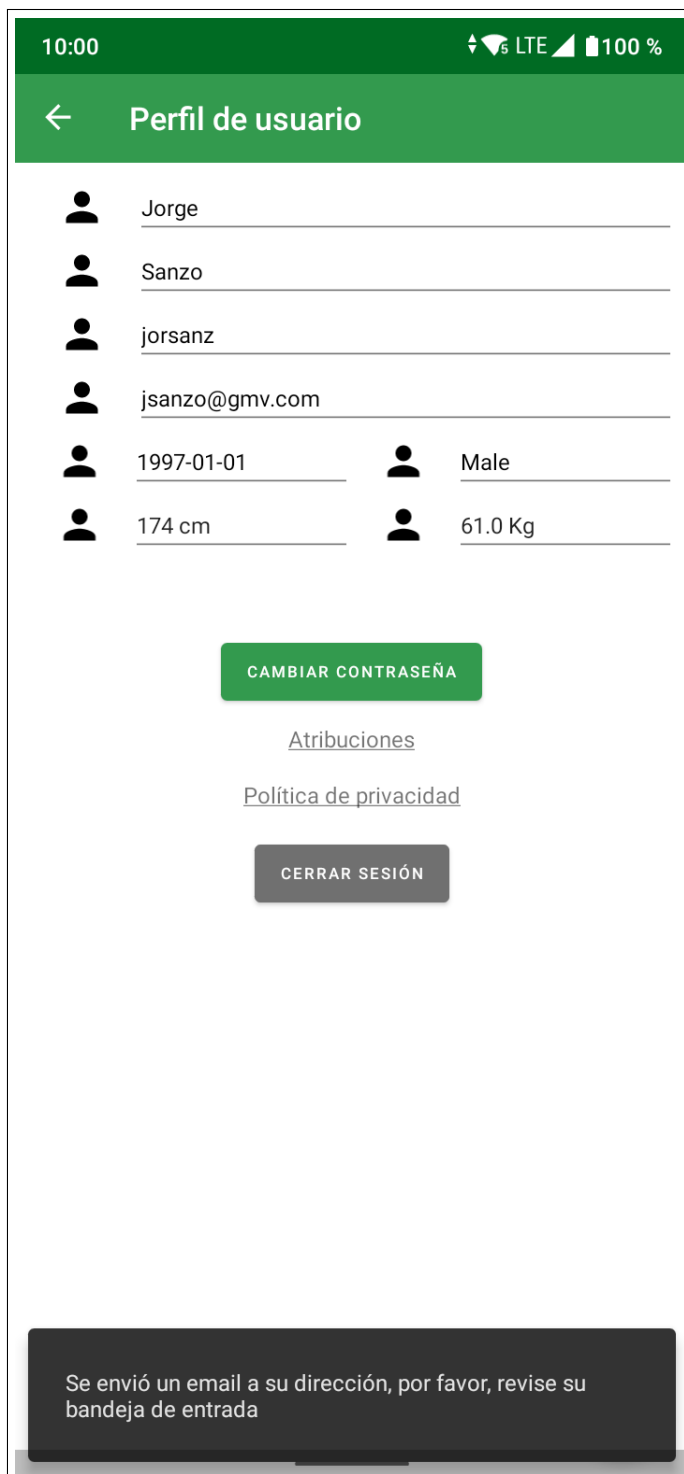 10:00 5 LTE 100 %
Perfil de usuario
Jorge
Sanzo
jorsanz
jsanzo@gmv.com
1997-01-01 Male
174 cm 61.0 Kg
CAMBIAR CONTRASEÑA
Atribuciones
Política de privacidad
CERRAR SESIÓN
Se envió un email a su dirección, por favor, revise su
bandeja de entrada